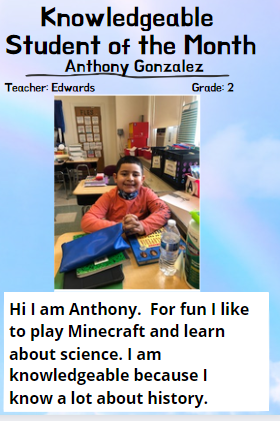 Knowledgeable
Student of the Month
Anthony Gonzalez
Teacher: Edwards Grade: 2
Hi I am Anthony.  For fun I like
to play Minecraft and learn
about science. I am
knowledgeable because I
know a lot about history.